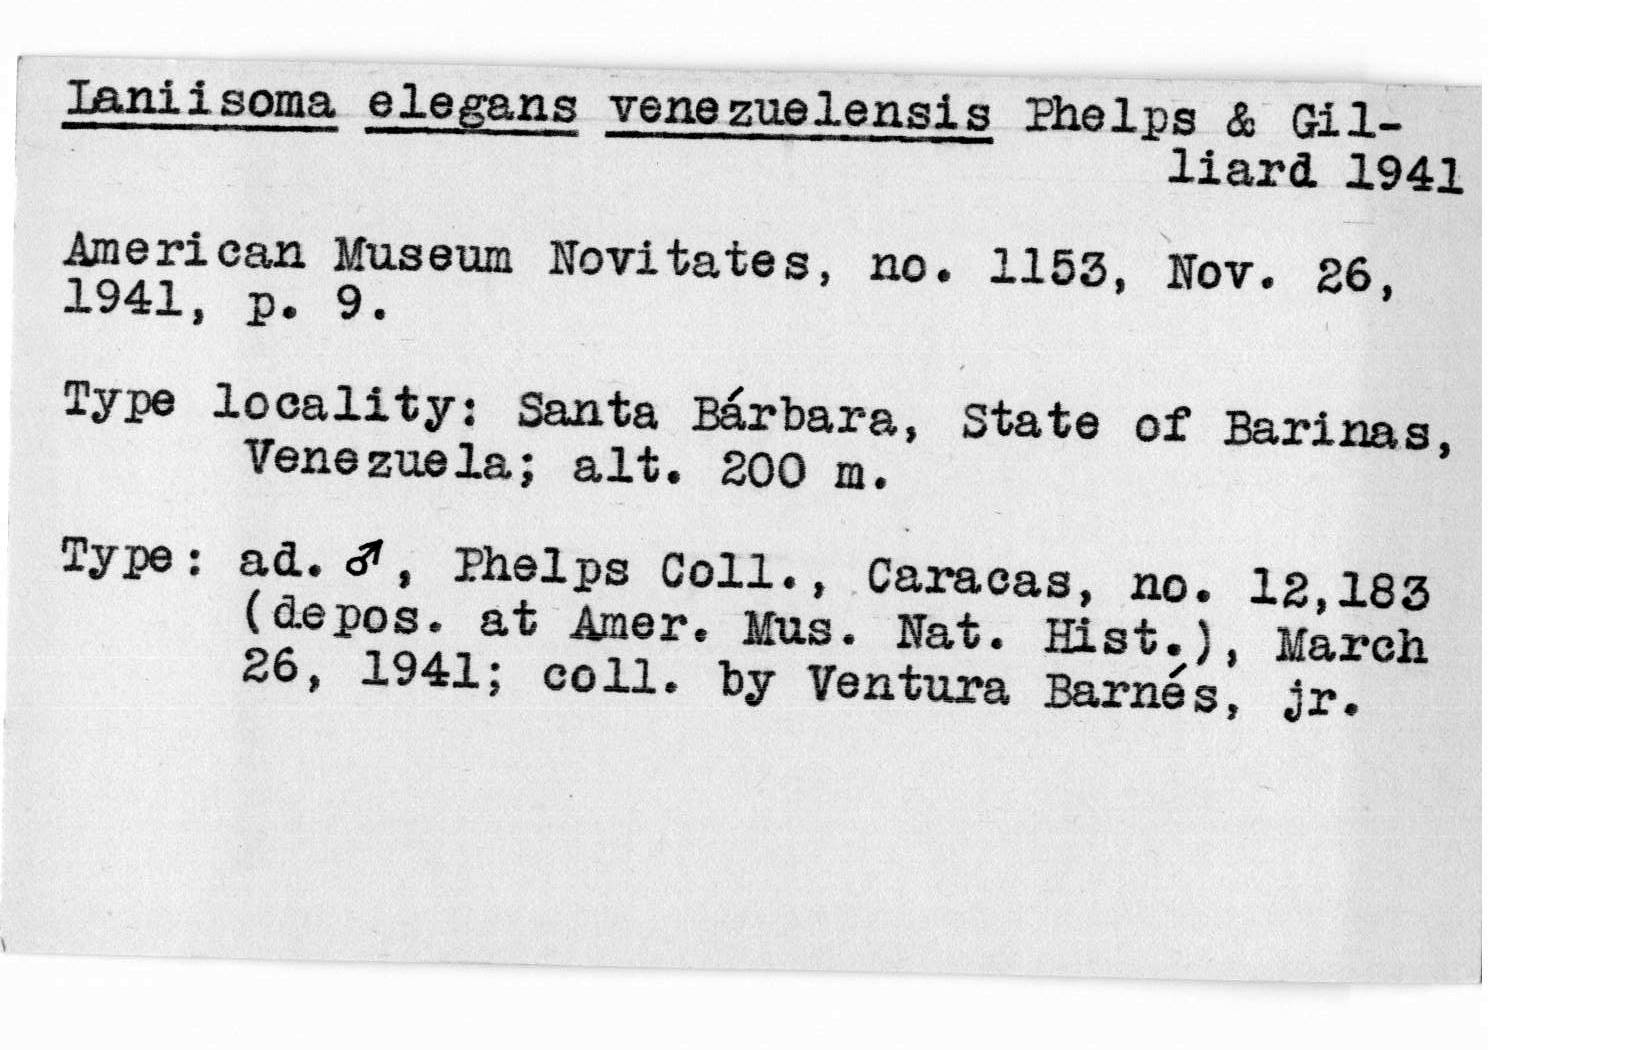 Laniisoma elegans venezuelensis Phelps & Gil-
liard 1941
American Museum Novitates, no. 1153, Nov. 26,
1941, p. 9.
Type locality: Santa Bárbara, State of Barinas,
Venezuela; alt. 200 m.
Type: ad. ♂, Phelps Coll., Caracas, no. 12,183
(depos. at Amer. Mus. Nat. Hist.), March
26, 1941; coll. by Ventura Barnés, jr.